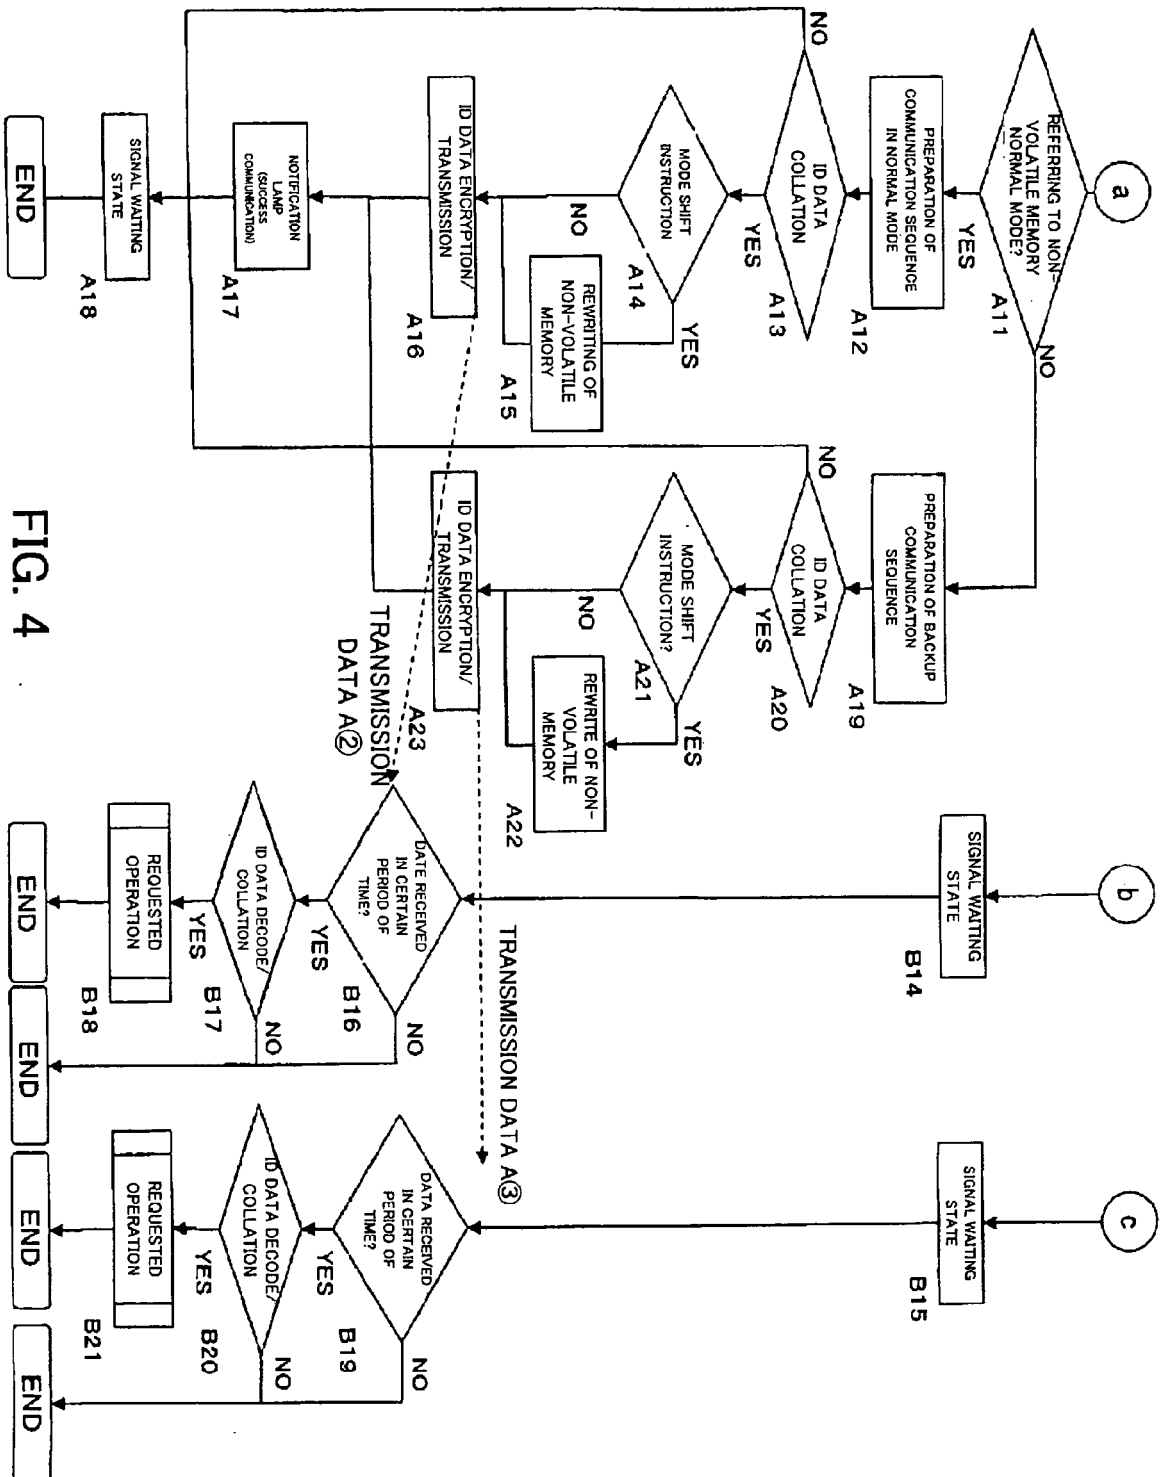 a
REFERRING TO NON-
VOLATILE MEMORY
NORMAL MODE?
A11
NO
YES
PREPARATION OF
COMMUNICATION SEQUENCE
IN NORMAL MODE
A12
NO
ID DATA
COLLATION
A13
YES
MODE SHIFT
INSTRUCTION
A14
YES
NO
REWRITING OF
NON-VOLATILE
MEMORY
A15
ID DATA ENCRYPTION/
TRANSMISSION
A16
NOTIFICATION
LAMP
(SUCCESS
COMMUNICATION)
A17
SIGNAL WAITING
STATE
A18
END
PREPARATION OF BACKUP
COMMUNICATION
SEQUENCE
A19
NO
ID DATA
COLLATION
A20
YES
MODE SHIFT
INSTRUCTION?
A21
YES
NO
REWRITE OF NON-
VOLATILE
MEMORY
A22
ID DATA ENCRYPTION/
TRANSMISSION
A23
TRANSMISSION
DATA A②
TRANSMISSION DATA A③
b
SIGNAL WAITING
STATE
B14
DATE RECEIVED
IN CERTAIN
PERIOD OF
TIME?
B16
NO
YES
ID DATA DECODE/
COLLATION
B17
NO
YES
REQUESTED
OPERATION
B18
END
END
c
SIGNAL WAITING
STATE
B15
DATA RECEIVED
IN CERTAIN
PERIOD OF
TIME?
B19
NO
YES
ID DATA DECODE/
COLLATION
B20
NO
YES
REQUESTED
OPERATION
B21
END
END
FIG. 4